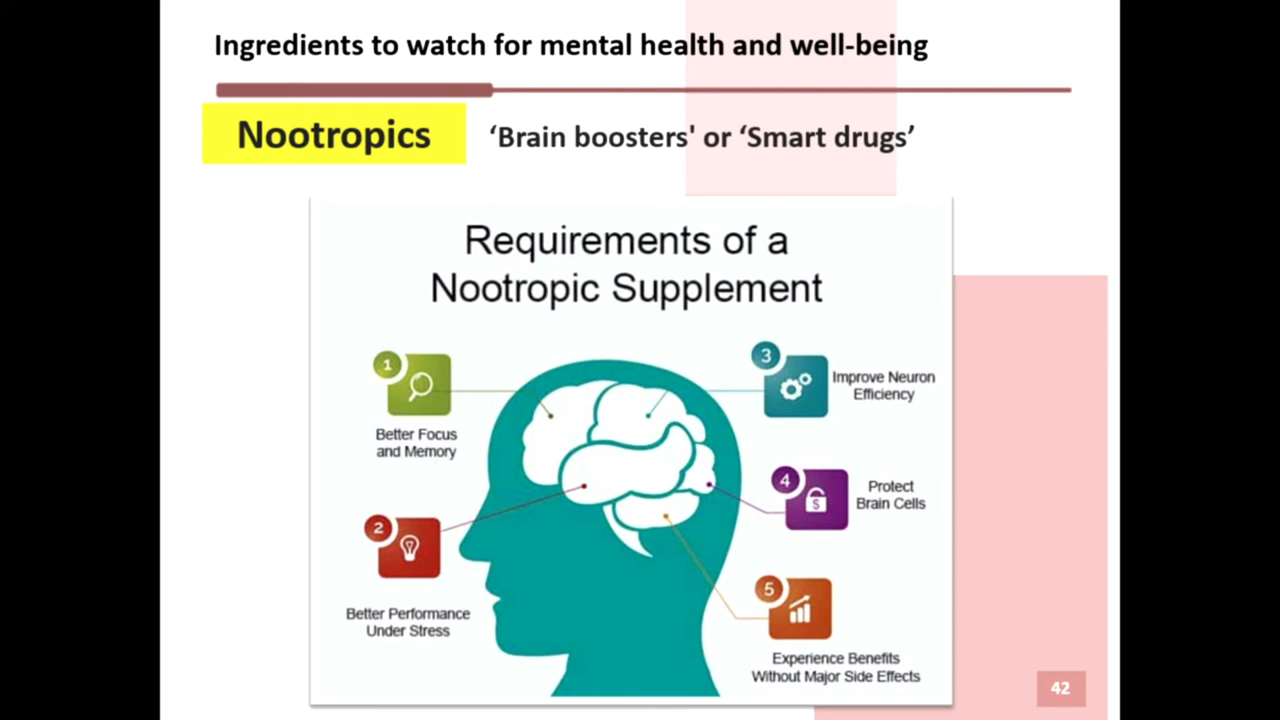 Ingredients to watch for mental health and well-being
Nootropics
‘Brain boosters' or ‘Smart drugs’
Requirements of a
Nootropic Supplement
1
Better Focus
and Memory
2
Better Performance
Under Stress
3
Improve Neuron
Efficiency
4
$
Protect
Brain Cells
5
Experience Benefits
Without Major Side Effects
42